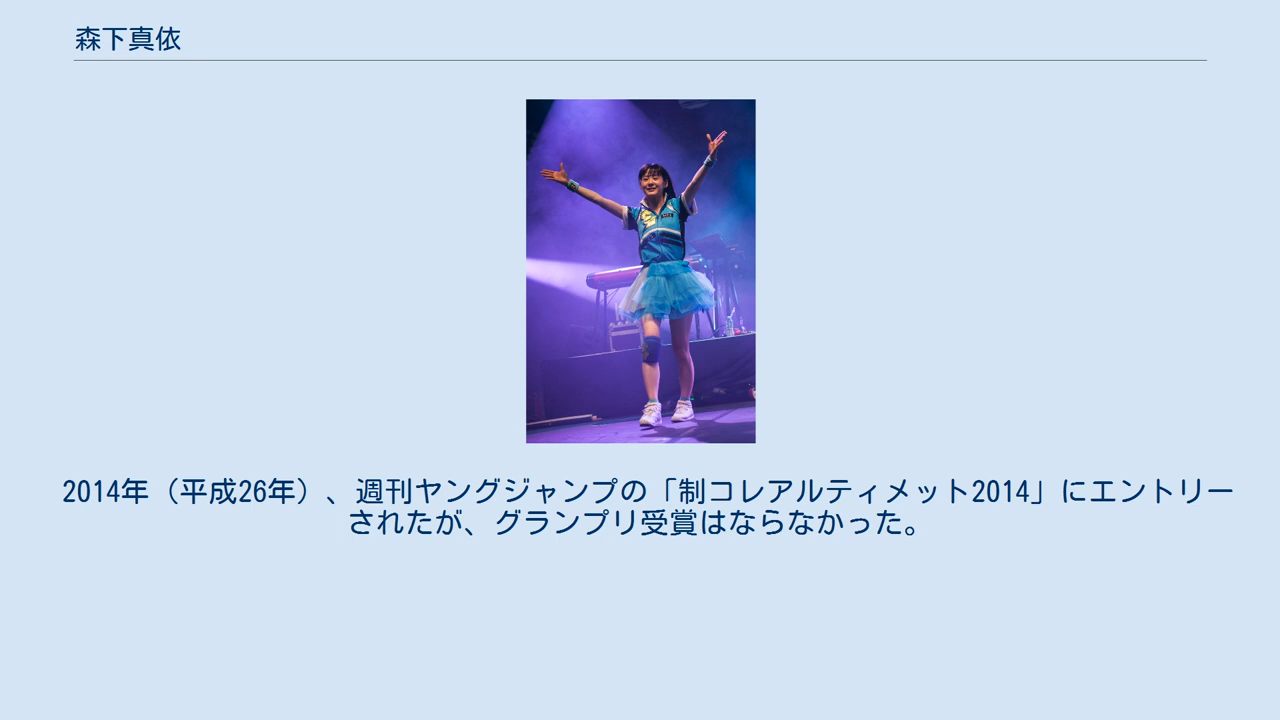 森下真依
2014年（平成26年）、週刊ヤングジャンプの「制コレアルティメット2014」にエントリー
されたが、グランプリ受賞はならなかった。